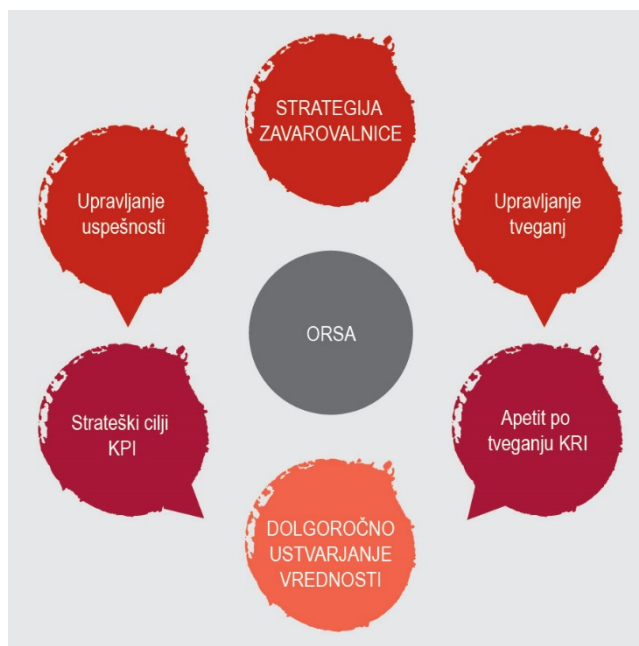 STRATEGIJA
ZAVAROVALNICE
Upravljanje
uspešnosti
Upravljanje
tveganj
ORSA
Strateški cilji
KPI
Apetit po
tveganju KRI
DOLGOROČNO
USTVARJANJE
VREDNOSTI